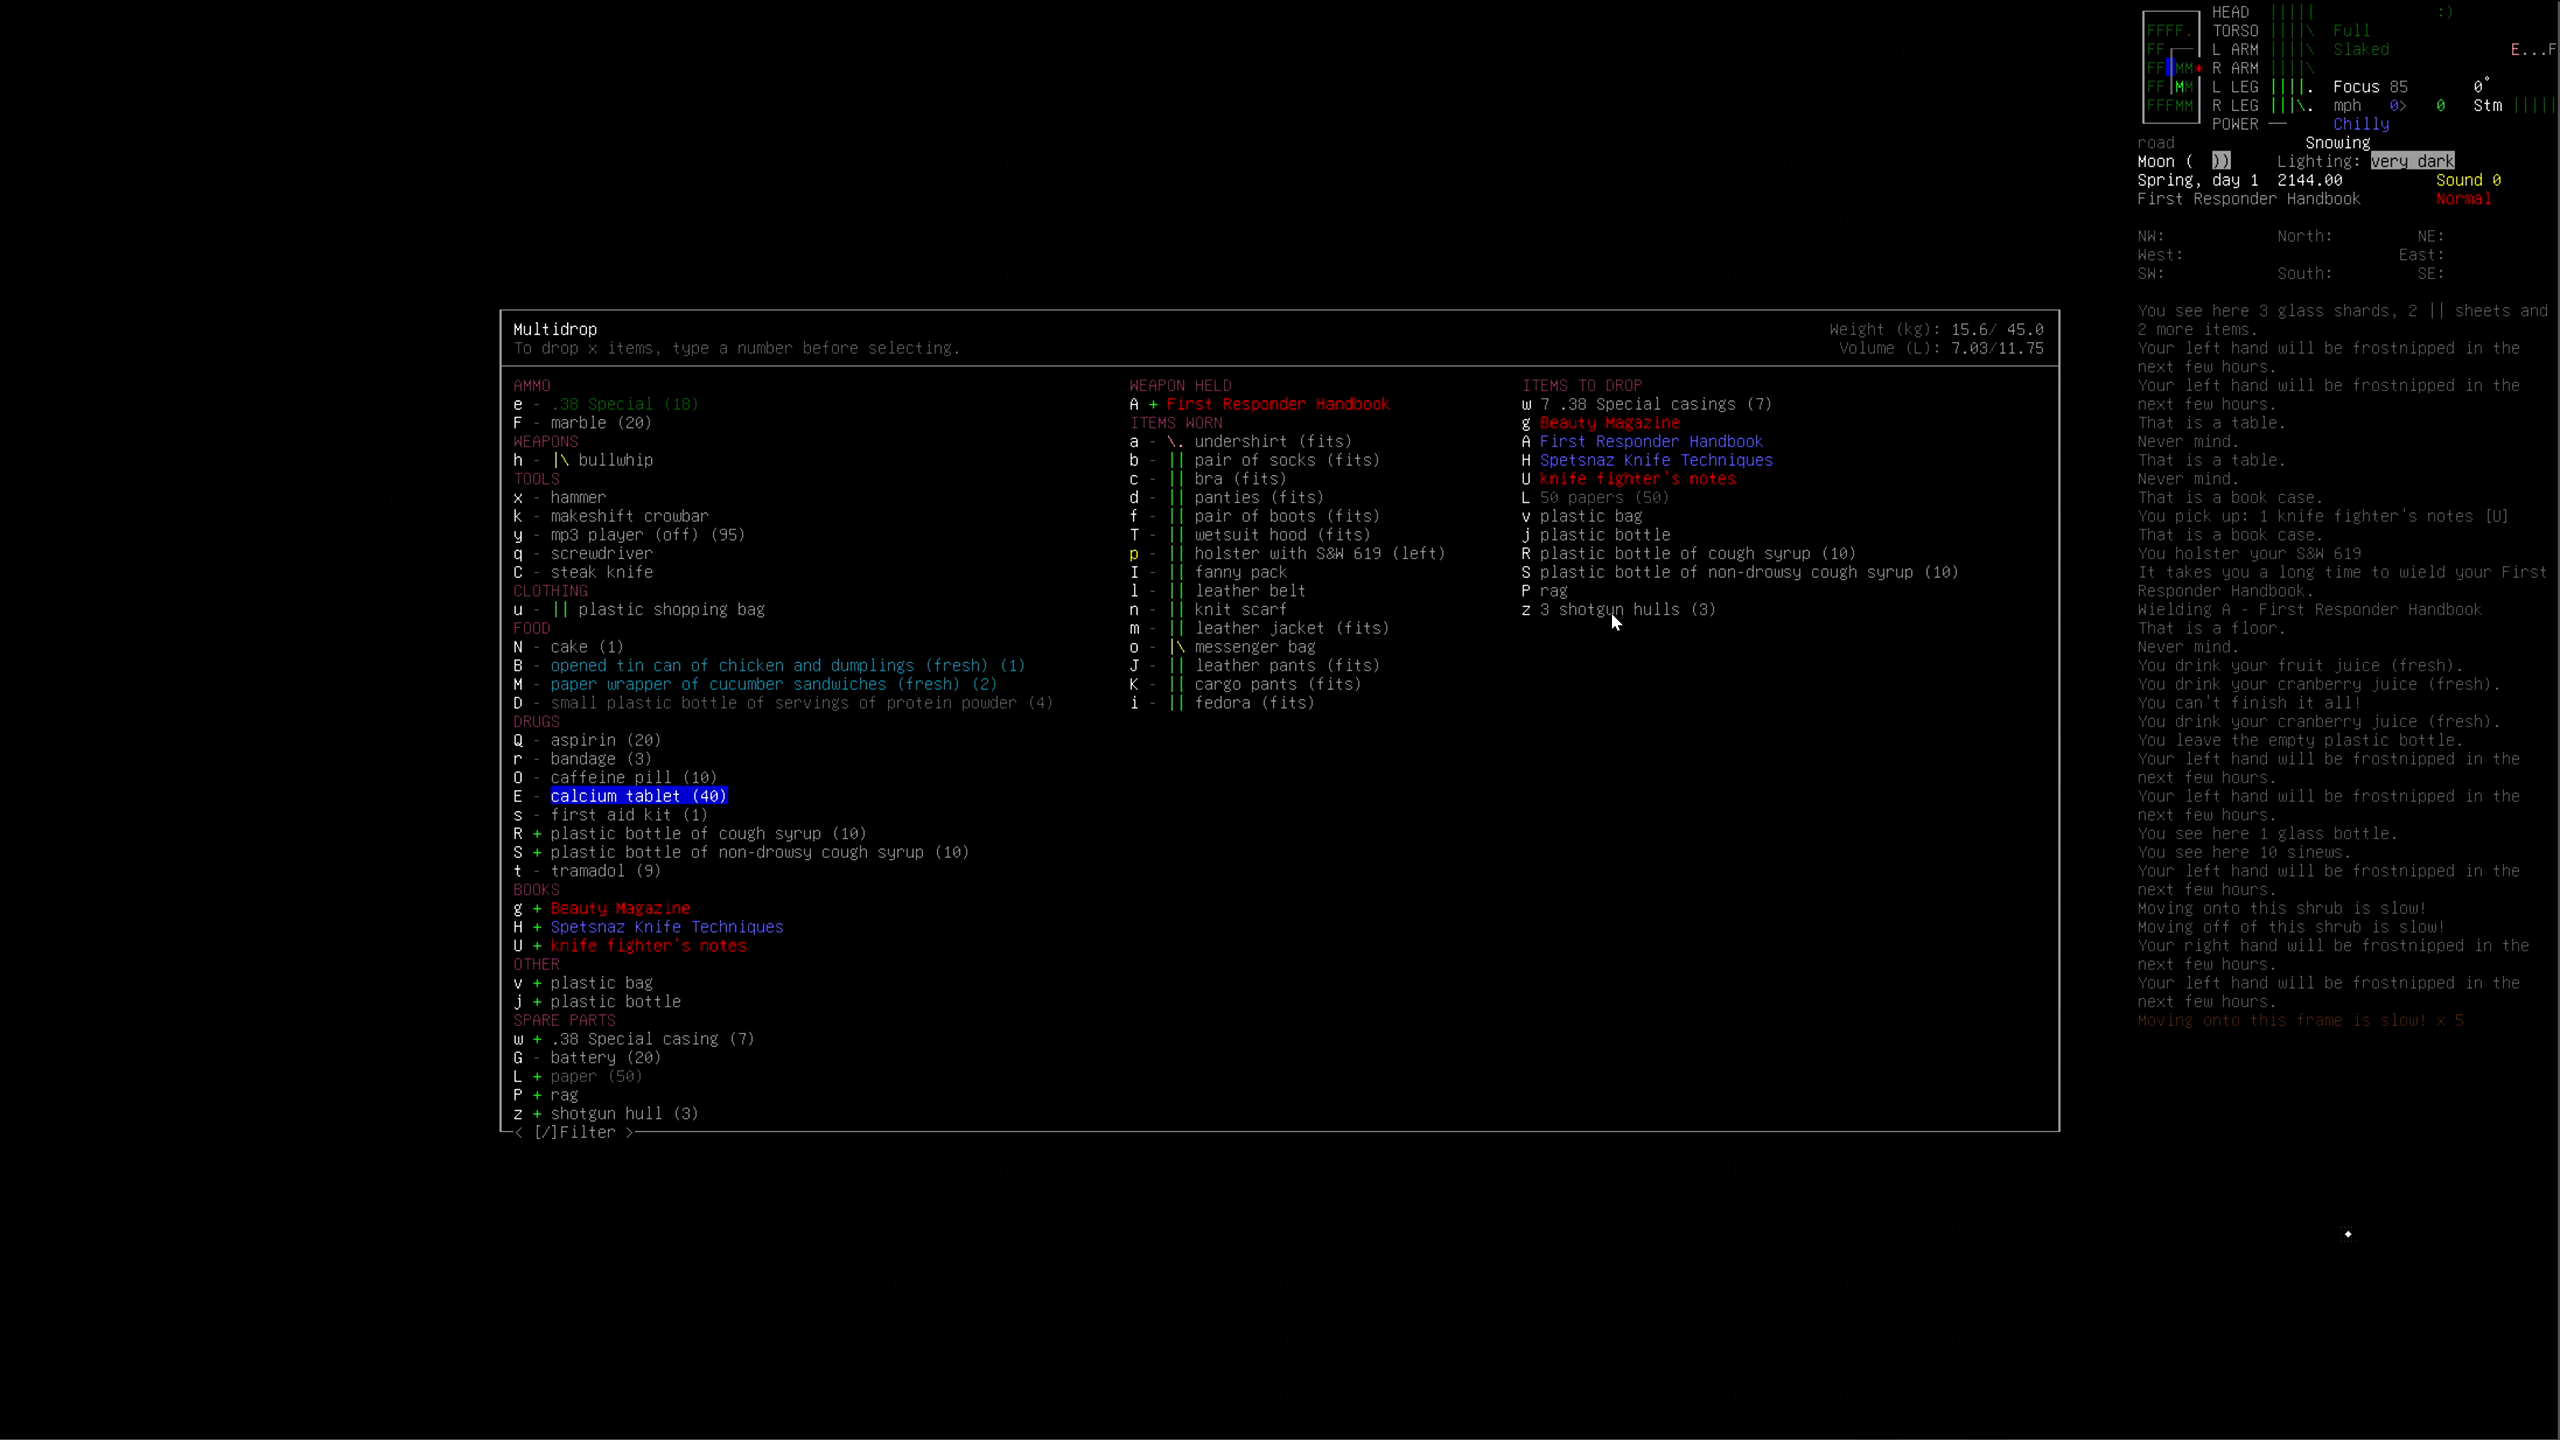 Multidrop
To drop x items, type a number before selecting.
Weight (kg): 15.6/ 45.0
Volume (L): 7.03/11.75
AMMO
e - .38 Special (18)
F - marble (20)
WEAPONS
h - |\ bullwhip
TOOLS
x - hammer
k - makeshift crowbar
y - mp3 player (off) (95)
q - screwdriver
C - steak knife
CLOTHING
u - || plastic shopping bag
FOOD
N - cake (1)
B - opened tin can of chicken and dumplings (fresh) (1)
M - paper wrapper of cucumber sandwiches (fresh) (2)
D - small plastic bottle of servings of protein powder (4)
DRUGS
Q - aspirin (20)
r - bandage (3)
O - caffeine pill (10)
E - calcium tablet (40)
s - first aid kit (1)
R + plastic bottle of cough syrup (10)
S + plastic bottle of non-drowsy cough syrup (10)
t - tramadol (9)
BOOKS
g + Beauty Magazine
H + Spetsnaz Knife Techniques
U + knife fighter's notes
OTHER
v + plastic bag
j + plastic bottle
SPARE PARTS
w + .38 Special casing (7)
G - battery (20)
L + paper (50)
P + rag
z + shotgun hull (3)
< [/]Filter >
WEAPON HELD
A + First Responder Handbook
ITEMS WORN
a - \. undershirt (fits)
b - || pair of socks (fits)
c - || bra (fits)
d - || panties (fits)
f - || pair of boots (fits)
T - || wetsuit hood (fits)
p - || holster with S&W 619 (left)
I - || fanny pack
l - || leather belt
n - || knit scarf
m - || leather jacket (fits)
o - |\ messenger bag
J - || leather pants (fits)
K - || cargo pants (fits)
i - || fedora (fits)
ITEMS TO DROP
w 7 .38 Special casings (7)
g Beauty Magazine
A First Responder Handbook
H Spetsnaz Knife Techniques
U knife fighter's notes
L 50 papers (50)
v plastic bag
j plastic bottle
R plastic bottle of cough syrup (10)
S plastic bottle of non-drowsy cough syrup (10)
P rag
z 3 shotgun hulls (3)
HEAD ||||| :)
FFFF. TORSO ||||\ Full
FF L ARM ||||\ Slaked E...F
FF MM* R ARM ||||\
FF |MM L LEG ||||. Focus 85 0°
FFFMM R LEG |||\. mph 0> 0 Stm |||||
POWER — Chilly
road Snowing
Moon ( )) Lighting: very dark
Spring, day 1 2144.00 Sound 0
First Responder Handbook Normal
NW: North: NE:
West: East:
SW: South: SE:
You see here 3 glass shards, 2 || sheets and
2 more items.
Your left hand will be frostnipped in the
next few hours.
Your left hand will be frostnipped in the
next few hours.
That is a table.
Never mind.
That is a table.
Never mind.
That is a book case.
You pick up: 1 knife fighter's notes [U]
That is a book case.
You holster your S&W 619
It takes you a long time to wield your First
Responder Handbook.
Wielding A - First Responder Handbook
That is a floor.
Never mind.
You drink your fruit juice (fresh).
You drink your cranberry juice (fresh).
You can't finish it all!
You drink your cranberry juice (fresh).
You leave the empty plastic bottle.
Your left hand will be frostnipped in the
next few hours.
Your left hand will be frostnipped in the
next few hours.
You see here 1 glass bottle.
You see here 10 sinews.
Your left hand will be frostnipped in the
next few hours.
Moving onto this shrub is slow!
Moving off of this shrub is slow!
Your right hand will be frostnipped in the
next few hours.
Your left hand will be frostnipped in the
next few hours.
Moving onto this frame is slow! x 5